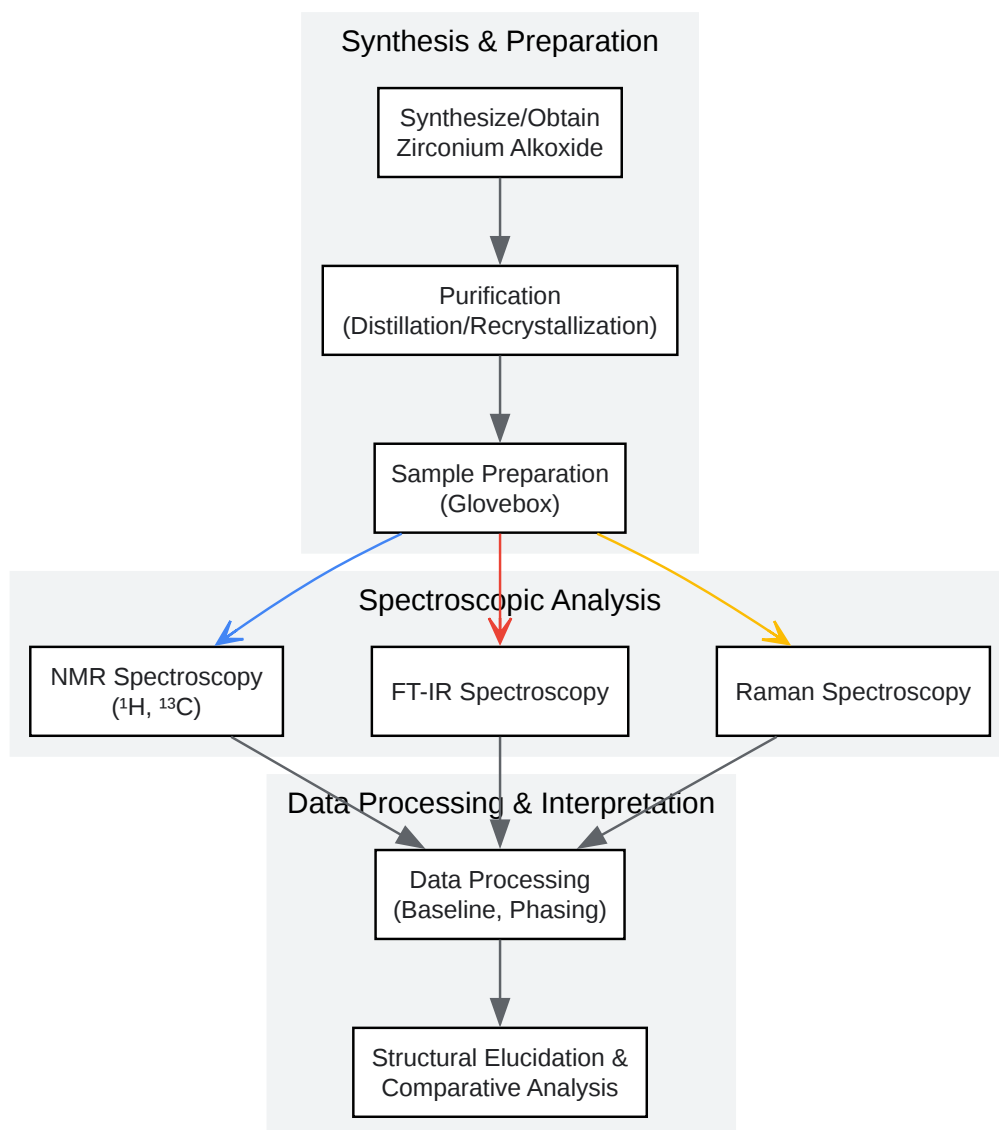 Synthesis & Preparation
Synthesize/Obtain
Zirconium Alkoxide
Purification
(Distillation/Recrystallization)
Sample Preparation
(Glovebox)
Spectroscopic Analysis
NMR Spectroscopy
(¹H, ¹³C)
FT-IR Spectroscopy
Raman Spectroscopy
Data Processing & Interpretation
Data Processing
(Baseline, Phasing)
Structural Elucidation &
Comparative Analysis